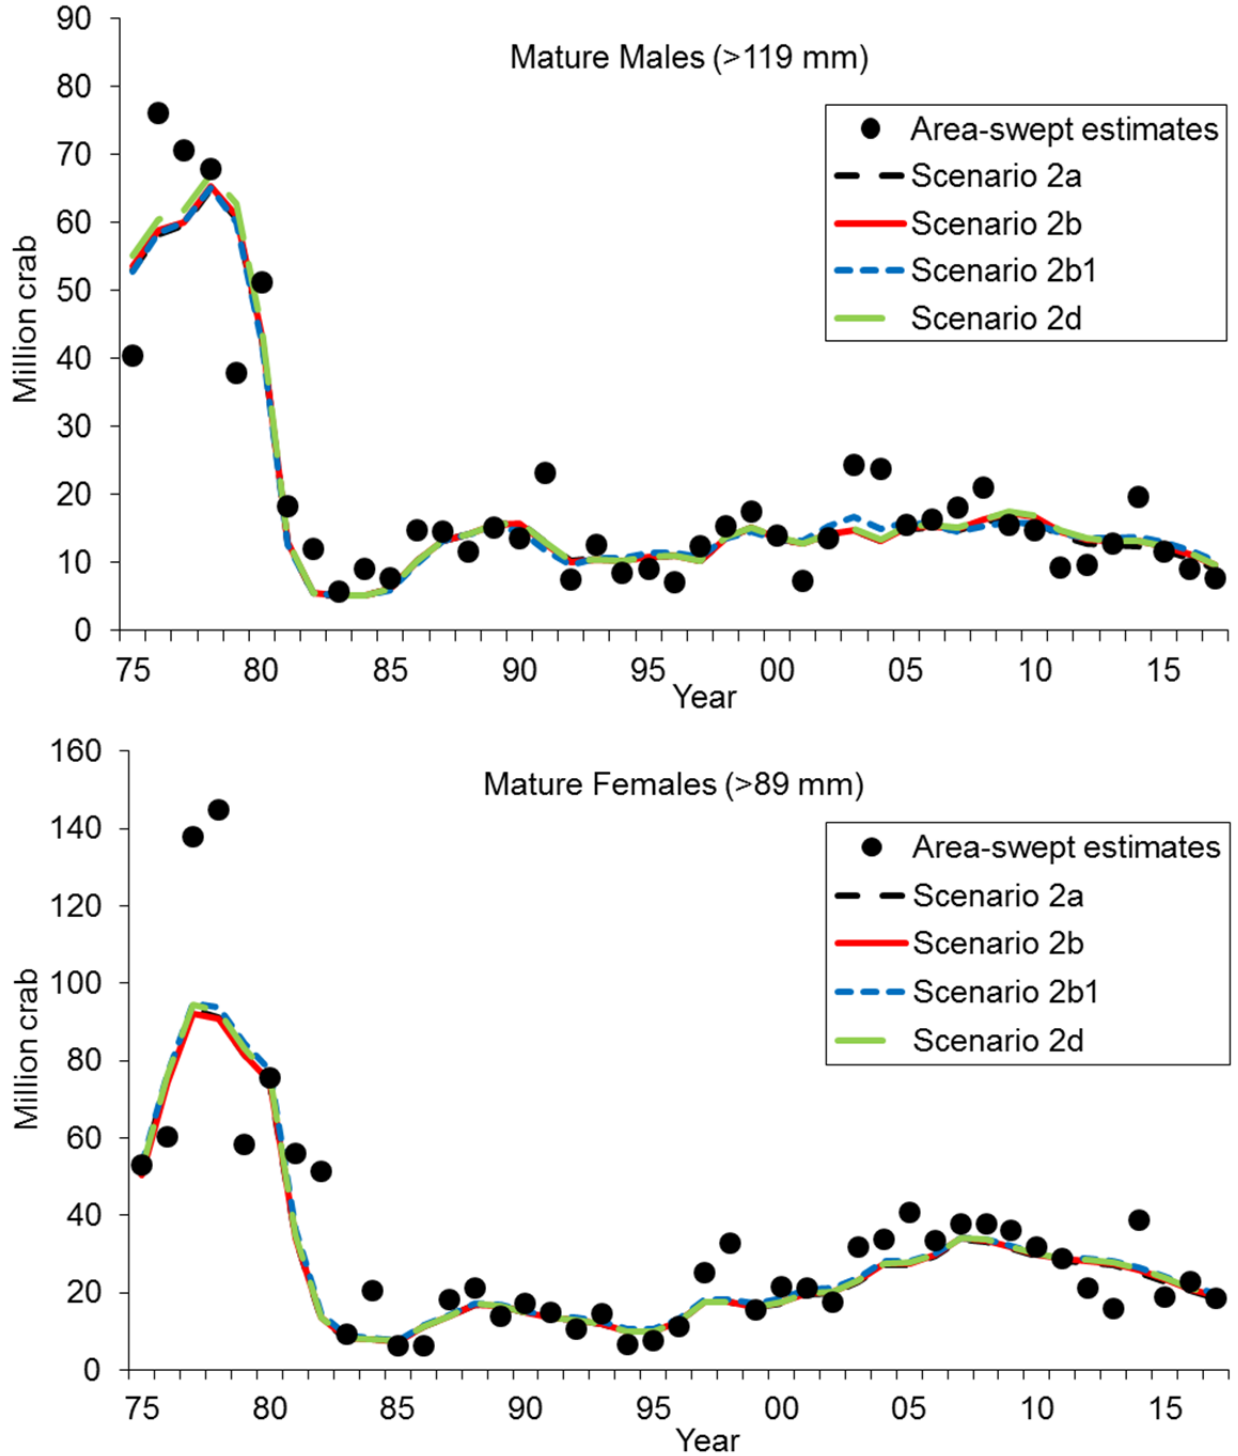 Mature Males (>119 mm)
90
80
70
60
50
40
30
20
10
0
Million crab
Area-swept estimates
Scenario 2a
Scenario 2b
Scenario 2b1
Scenario 2d
75 80 85 90 95 00 05 10 15
Year
Mature Females (>89 mm)
160
140
120
100
80
60
40
20
0
Million crab
Area-swept estimates
Scenario 2a
Scenario 2b
Scenario 2b1
Scenario 2d
75 80 85 90 95 00 05 10 15
Year